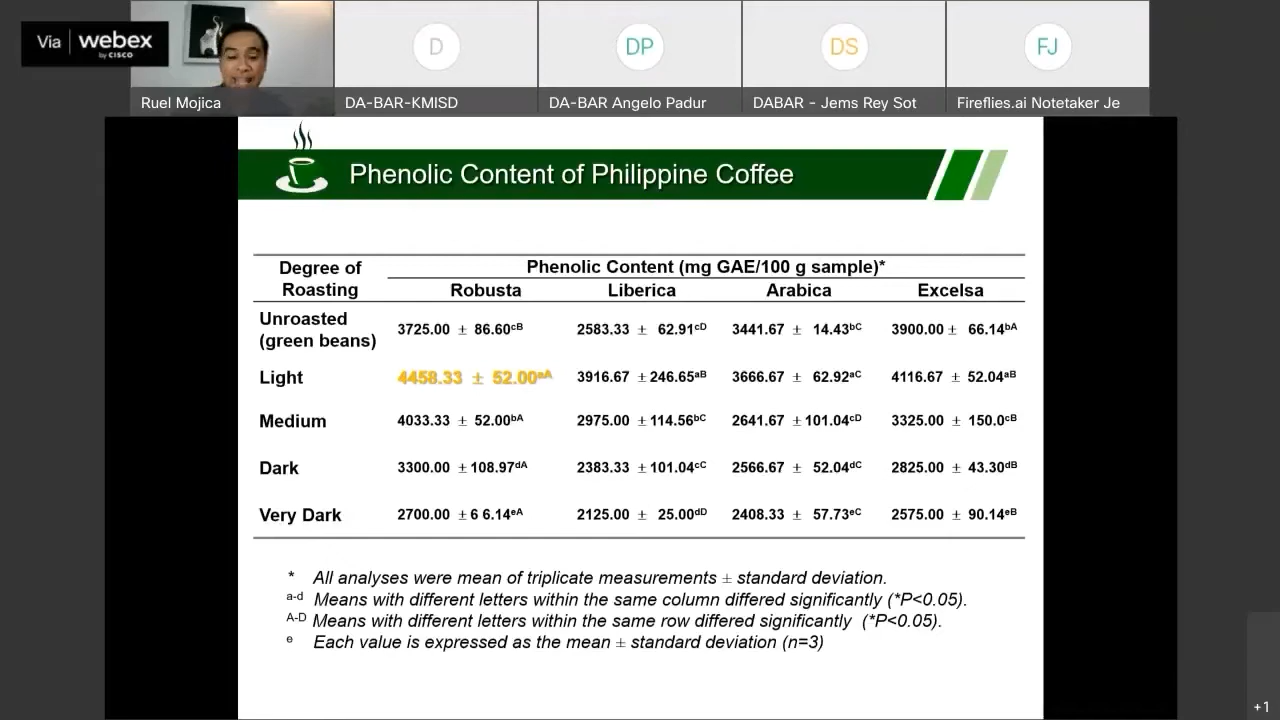 Via webex
by CISCO
Ruel Mojica
D
DA-BAR-KMISD
DP
DA-BAR Angelo Padur
DS
DABAR - Jems Rey Sot
FJ
Fireflies.ai Notetaker Je
Phenolic Content of Philippine Coffee
Degree of Roasting
Phenolic Content (mg GAE/100 g sample)*
Robusta Liberica Arabica Excelsa
Unroasted (green beans) 3725.00 ± 86.60cB 2583.33 ± 62.91cD 3441.67 ± 14.43bC 3900.00 ± 66.14bA
Light 4458.33 ± 52.00aA 3916.67 ±246.65aB 3666.67 ± 62.92aC 4116.67 ± 52.04aB
Medium 4033.33 ± 52.00bA 2975.00 ±114.56bC 2641.67 ±101.04cD 3325.00 ± 150.0cB
Dark 3300.00 ±108.97dA 2383.33 ±101.04cC 2566.67 ± 52.04dC 2825.00 ± 43.30dB
Very Dark 2700.00 ±6 6.14eA 2125.00 ± 25.00dD 2408.33 ± 57.73eC 2575.00 ± 90.14eB
* All analyses were mean of triplicate measurements ± standard deviation.
a-d Means with different letters within the same column differed significantly (*P<0.05).
A-D Means with different letters within the same row differed significantly (*P<0.05).
e Each value is expressed as the mean ± standard deviation (n=3)
+1